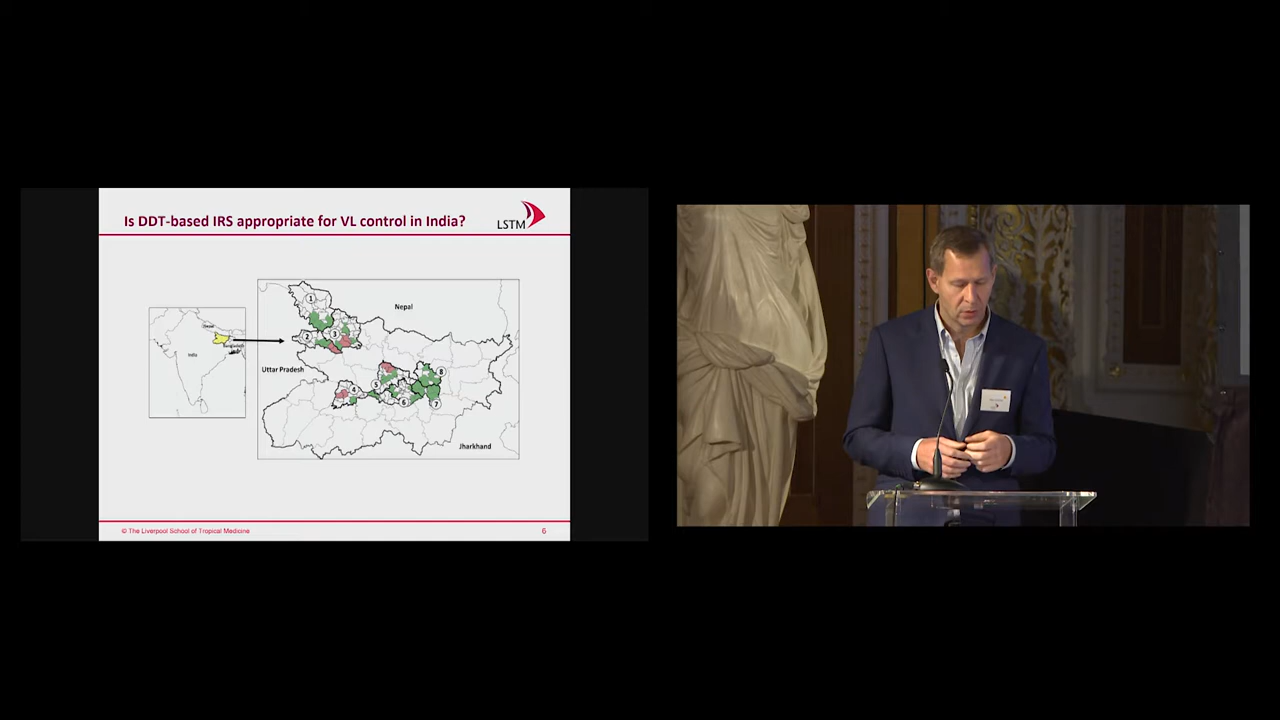 Is DDT-based IRS appropriate for VL control in India?
LSTM
Nepal
India
Nepal
Uttar Pradesh
Jharkhand
1
2
3
4
5
6
7
8
© The Liverpool School of Tropical Medicine
6